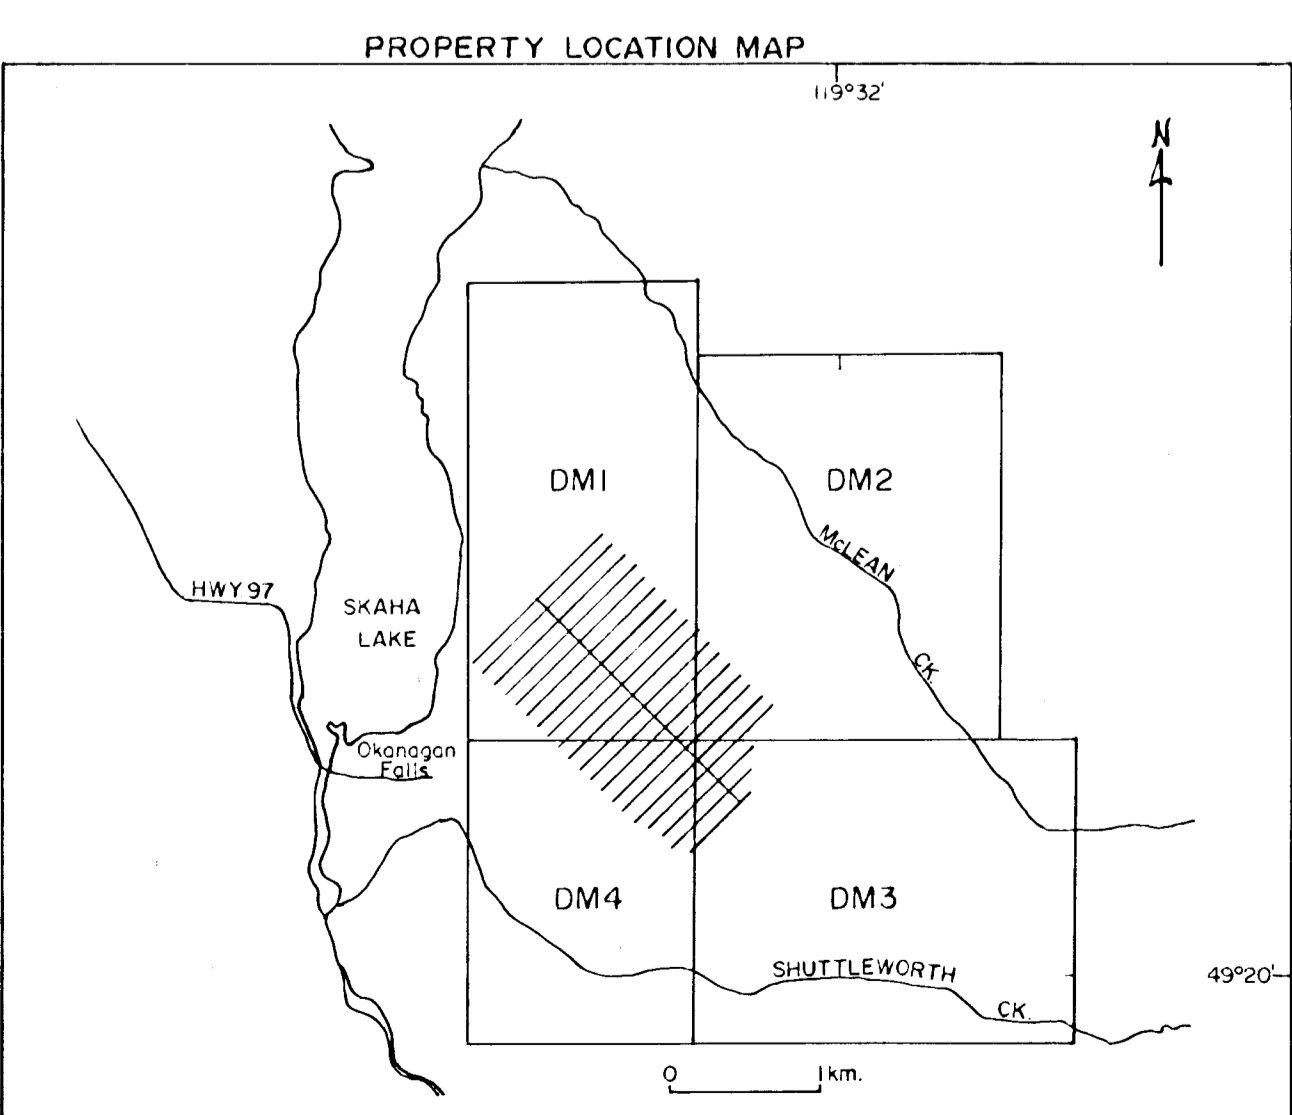 PROPERTY LOCATION MAP
119°32'
N
DM1
DM2
McLEAN
CK.
HWY 97
SKAHA
LAKE
Okanagan
Falls
DM4
DM3
SHUTTLEWORTH
CK.
49°20'
0 1km.